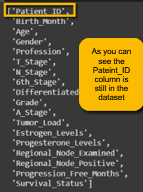 ['Patient_ID',
'Birth_Month',
'Age',
'Gender',
'Profession',
'T_Stage',
'N_Stage',
'6th_Stage',
'Differentiated
'Grade',
'A_Stage',
'Tumor_Load',
'Estrogen_Levels',
'Progesterone_Levels',
'Regional_Node_Examined',
'Regional_Node_Positive',
'Progression_Free_Months',
'Survival_Status']
As you can
see the
Pateint_ID
column is
still in the
dataset